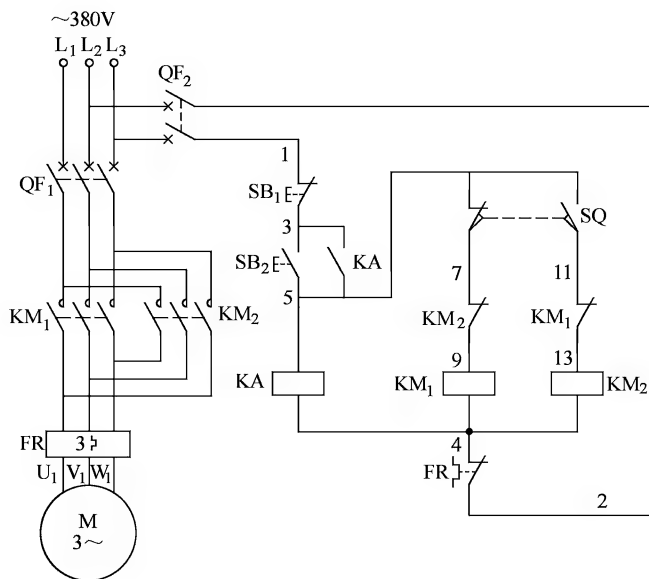 ～380V
L₁ L₂ L₃
QF₂
1
QF₁
SB₁
SQ
3
SB₂
KA
7
11
5
KM₁
KM₂
KM₂
KM₁
9
13
KA
KM₁
KM₂
FR
3
4
U₁ V₁ W₁
FR
2
M
3～